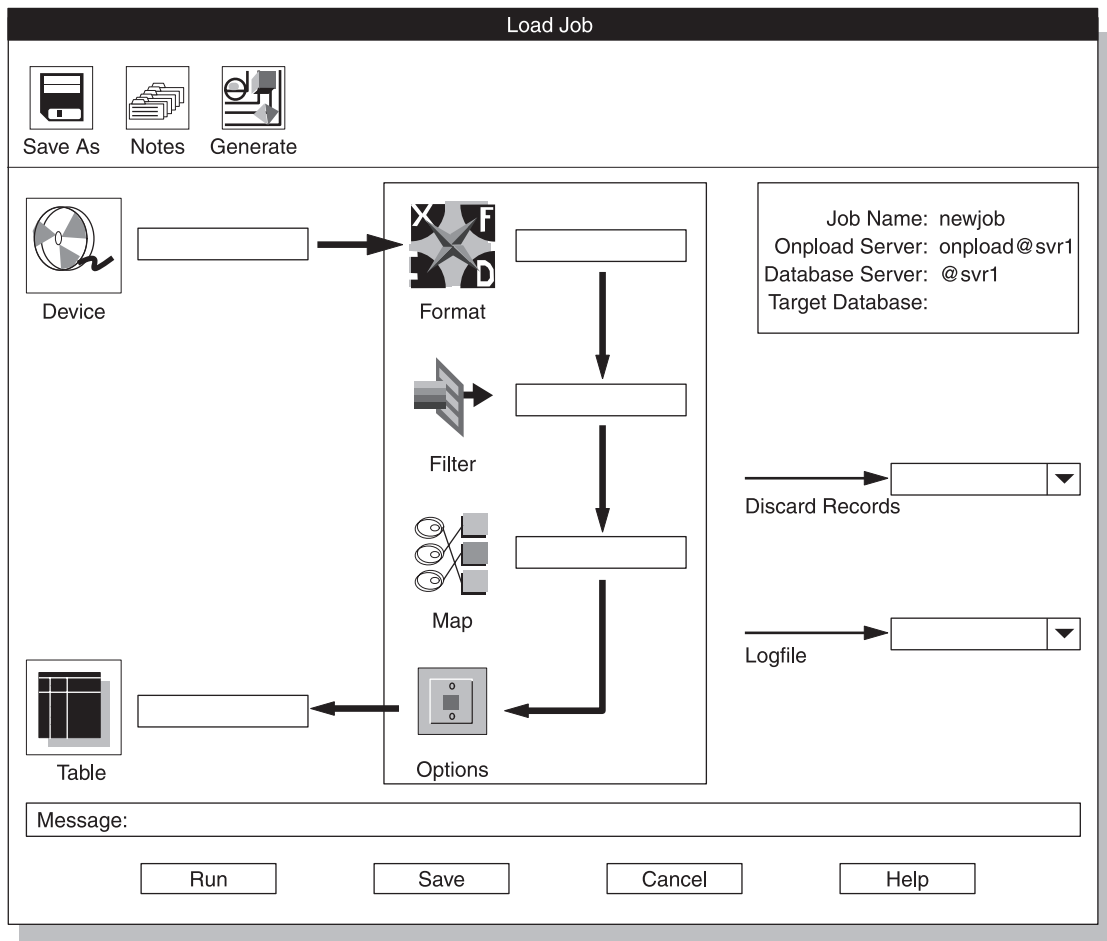 Load Job
Save As
Notes
Generate
Device
X F
D
Format
Job Name: newjob
Onpload Server: onpload@svr1
Database Server: @svr1
Target Database:
Filter
Discard Records
Map
Logfile
Table
Options
Message:
Run
Save
Cancel
Help